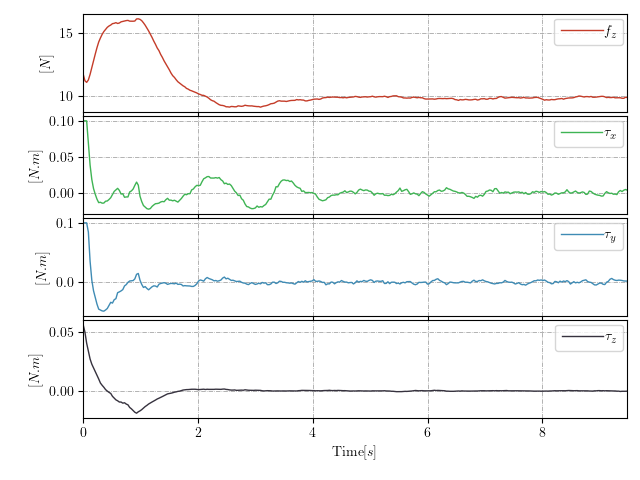 15
10
[N]
f_z
0.10
0.05
0.00
[N.m]
τ_x
0.1
0.0
[N.m]
τ_y
0.05
0.00
[N.m]
τ_z
0 2 4 6 8
Time[s]